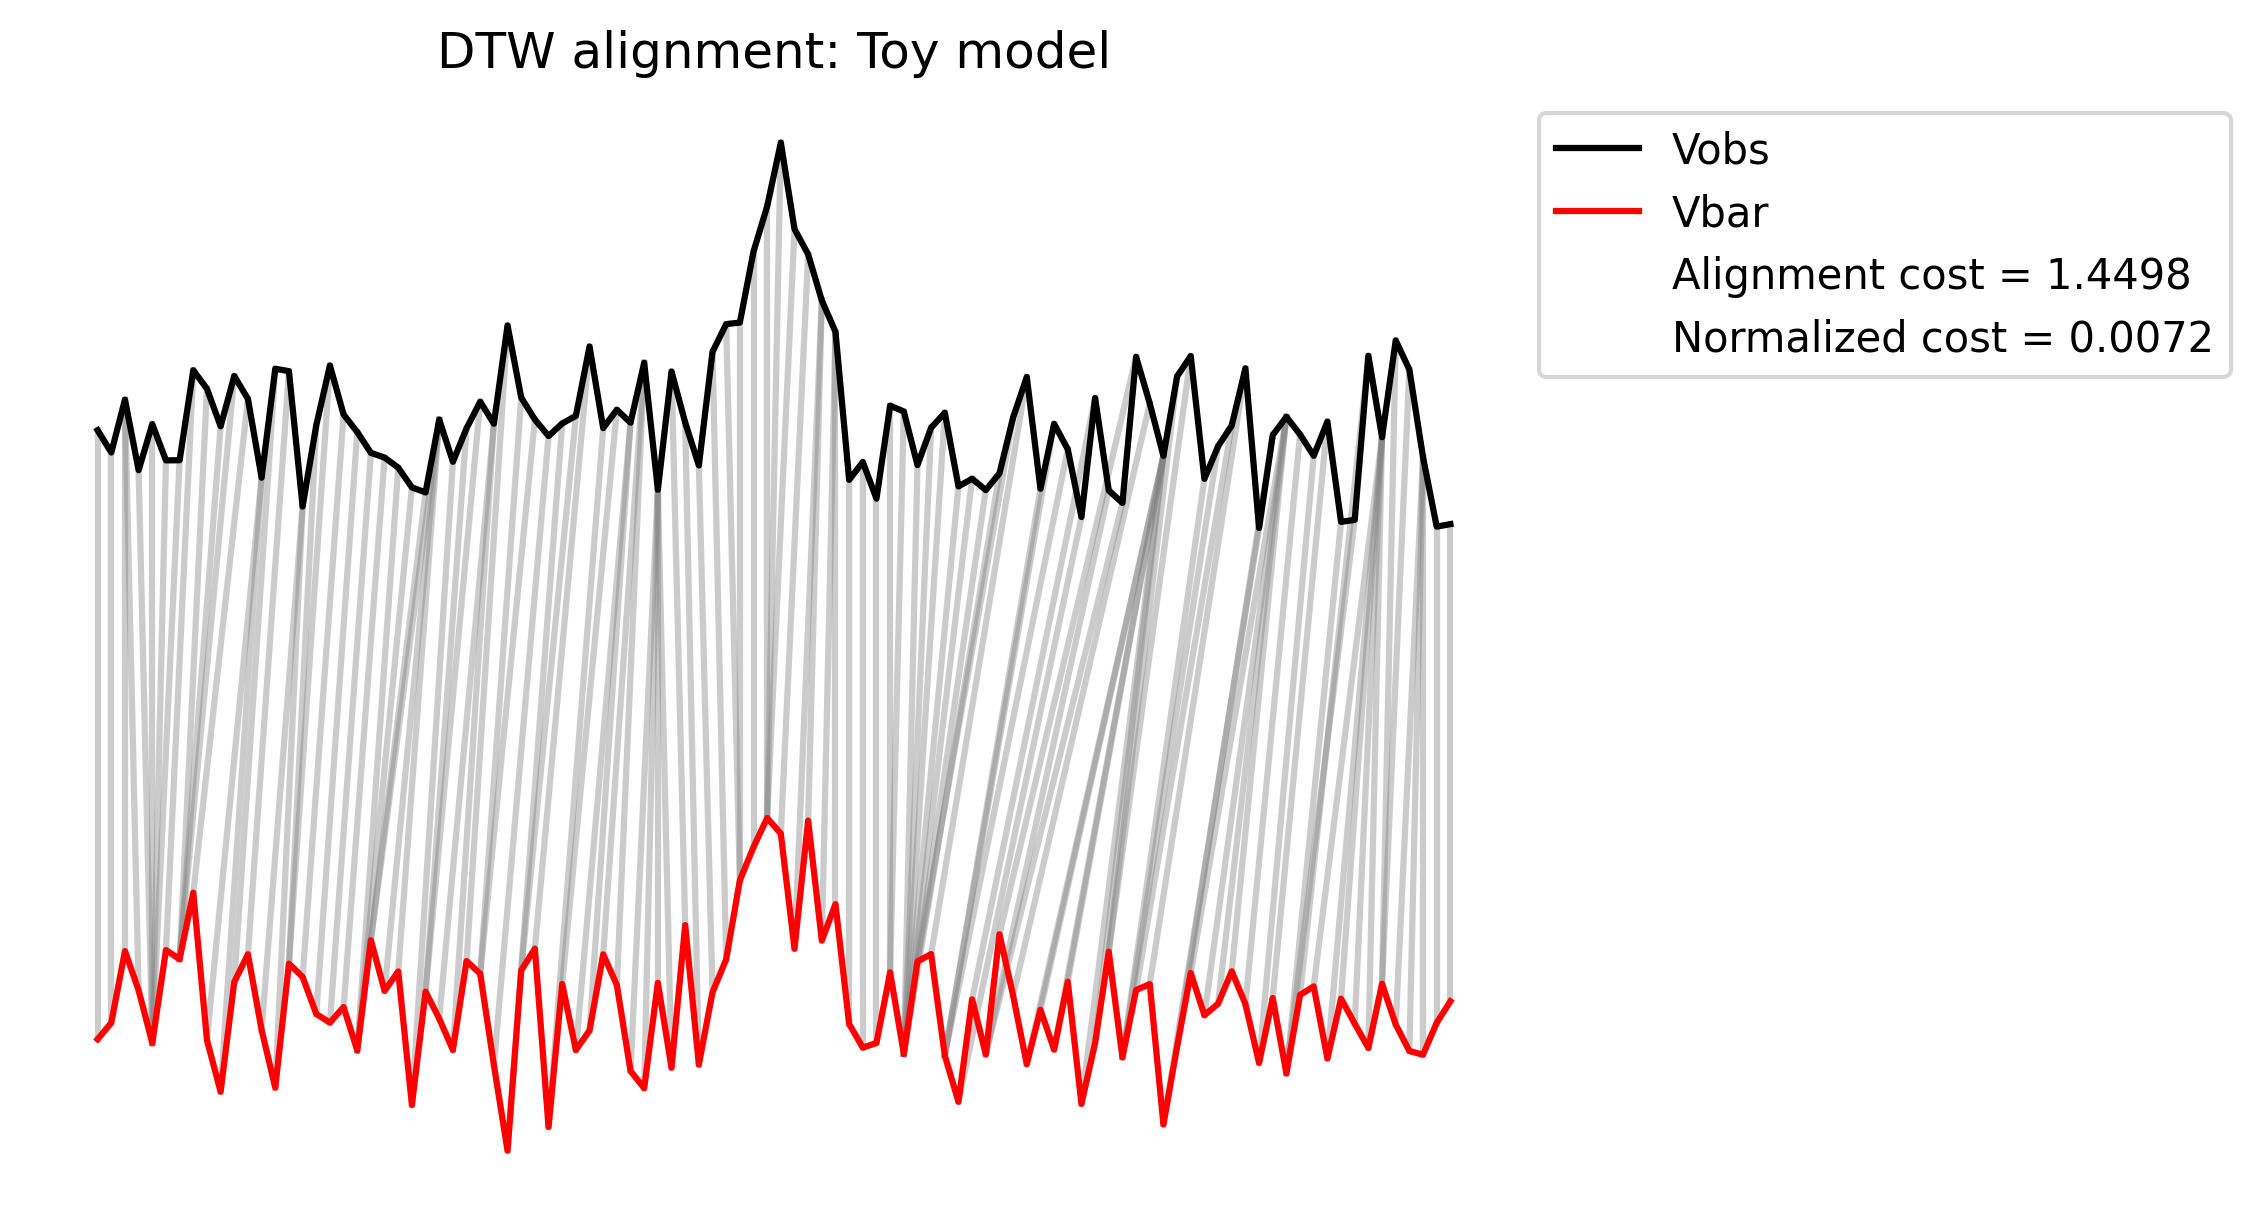 DTW alignment: Toy model
Vobs
Vbar
Alignment cost = 1.4498
Normalized cost = 0.0072